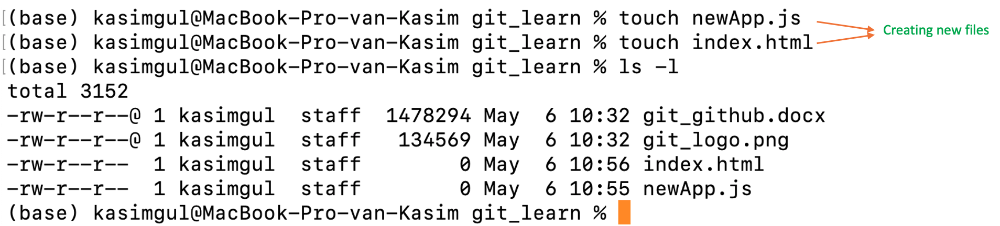 [(base) kasimgul@MacBook-Pro-van-Kasim git_learn % touch newApp.js
Creating new files
[(base) kasimgul@MacBook-Pro-van-Kasim git_learn % touch index.html
[(base) kasimgul@MacBook-Pro-van-Kasim git_learn % ls -l
total 3152
-rw-r--r--@ 1 kasimgul  staff  1478294 May  6 10:32 git_github.docx
-rw-r--r--@ 1 kasimgul  staff   134569 May  6 10:32 git_logo.png
-rw-r--r--  1 kasimgul  staff        0 May  6 10:56 index.html
-rw-r--r--  1 kasimgul  staff        0 May  6 10:55 newApp.js
(base) kasimgul@MacBook-Pro-van-Kasim git_learn %